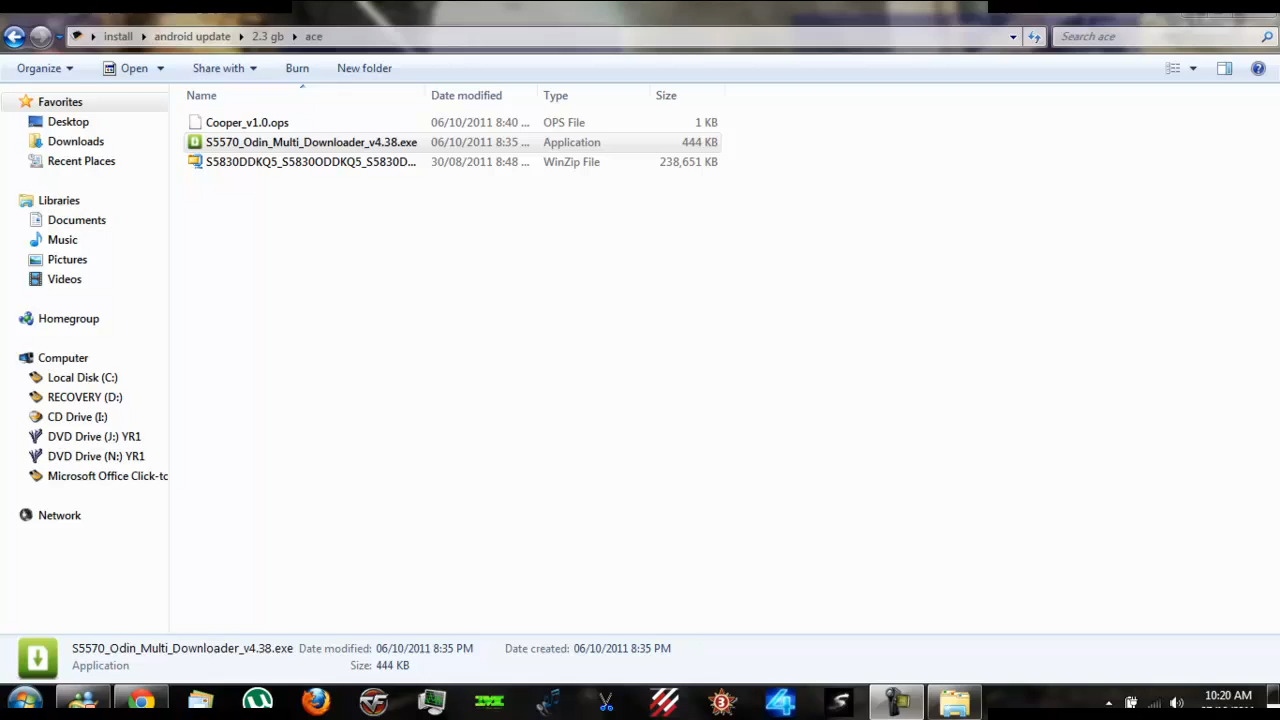 install android update 2.3 gb ace Search ace
Organize Open Share with Burn New folder
Name Date modified Type Size
Cooper_v1.0.ops 06/10/2011 8:40 ... OPS File 1 KB
S5570_Odin_Multi_Downloader_v4.38.exe 06/10/2011 8:35 ... Application 444 KB
S5830DDKQ5_S5830ODDKQ5_S5830D... 30/08/2011 8:48 ... WinZip File 238,651 KB
Favorites
Desktop
Downloads
Recent Places
Libraries
Documents
Music
Pictures
Videos
Homegroup
Computer
Local Disk (C:)
RECOVERY (D:)
CD Drive (I:)
DVD Drive (J:) YR1
DVD Drive (N:) YR1
Microsoft Office Click-to
Network
S5570_Odin_Multi_Downloader_v4.38.exe Date modified: 06/10/2011 8:35 PM Date created: 06/10/2011 8:35 PM
Application Size: 444 KB
10:20 AM